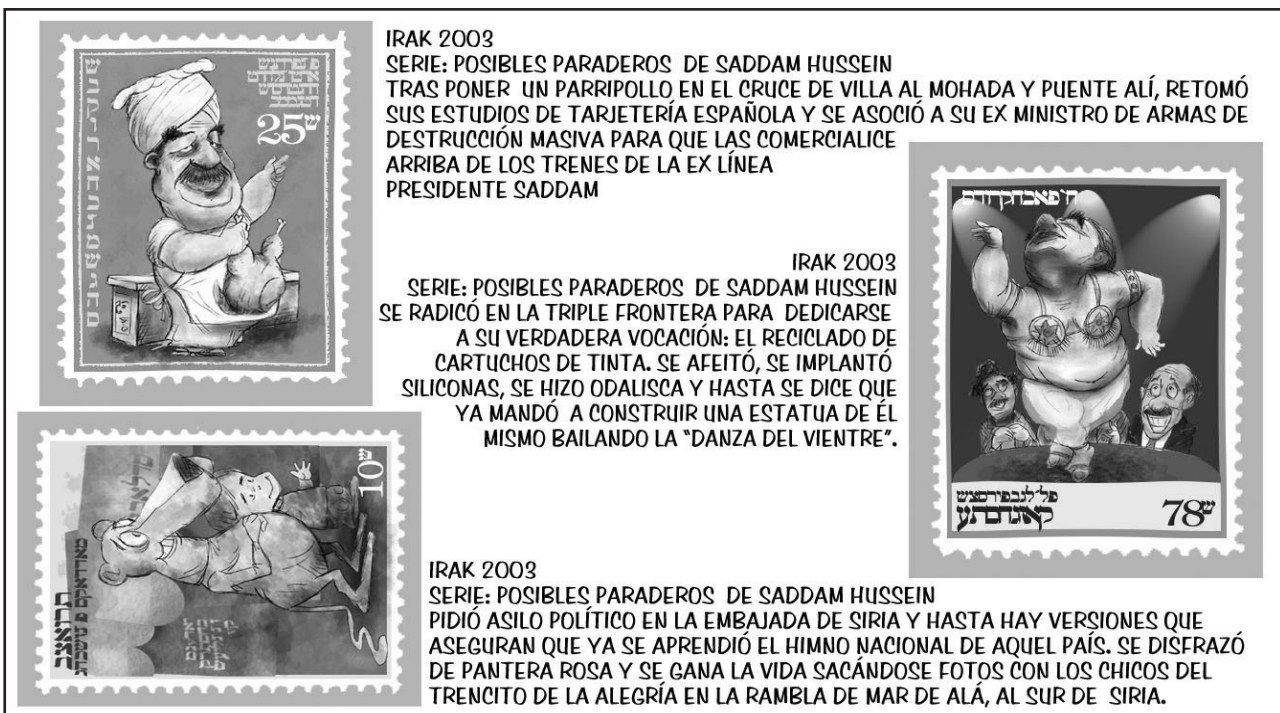 IRAK 2003
SERIE: POSIBLES PARADEROS DE SADDAM HUSSEIN
TRAS PONER UN PARRIPOLLO EN EL CRUCE DE VILLA AL MOHADA Y PUENTE ALÍ, RETOMÓ
SUS ESTUDIOS DE TARJETERÍA ESPAÑOLA Y SE ASOCIÓ A SU EX MINISTRO DE ARMAS DE
DESTRUCCIÓN MASIVA PARA QUE LAS COMERCIALICE
ARRIBA DE LOS TRENES DE LA EX LÍNEA
PRESIDENTE SADDAM
25ש
IRAK 2003
SERIE: POSIBLES PARADEROS DE SADDAM HUSSEIN
SE RADICÓ EN LA TRIPLE FRONTERA PARA DEDICARSE
A SU VERDADERA VOCACIÓN: EL RECICLADO DE
CARTUCHOS DE TINTA. SE AFEITÓ, SE IMPLANTÓ
SILICONAS, SE HIZO ODALISCA Y HASTA SE DICE QUE
YA MANDÓ A CONSTRUIR UNA ESTATUA DE ÉL
MISMO BAILANDO LA "DANZA DEL VIENTRE".
78ש
10ש
IRAK 2003
SERIE: POSIBLES PARADEROS DE SADDAM HUSSEIN
PIDIÓ ASILO POLÍTICO EN LA EMBAJADA DE SIRIA Y HASTA HAY VERSIONES QUE
ASEGURAN QUE YA SE APRENDIÓ EL HIMNO NACIONAL DE AQUEL PAÍS. SE DISFRAZÓ
DE PANTERA ROSA Y SE GANA LA VIDA SACÁNDOSE FOTOS CON LOS CHICOS DEL
TRENCITO DE LA ALEGRÍA EN LA RAMBLA DE MAR DE ALÁ, AL SUR DE SIRIA.